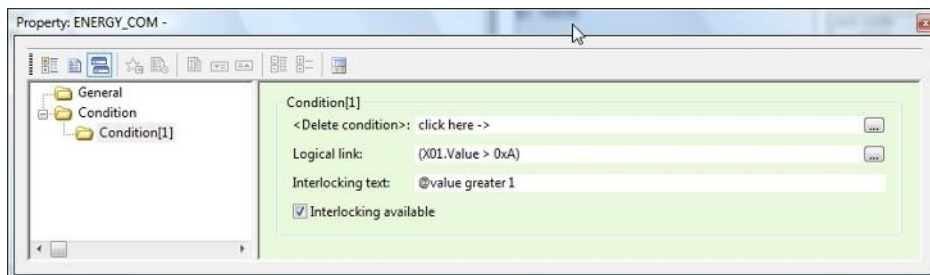 Property: ENERGY_COM -
General
Condition
Condition[1]
Condition[1]
<Delete condition>: click here -> ...
Logical link: (X01.Value > 0xA) ...
Interlocking text: @value greater 1
Interlocking available